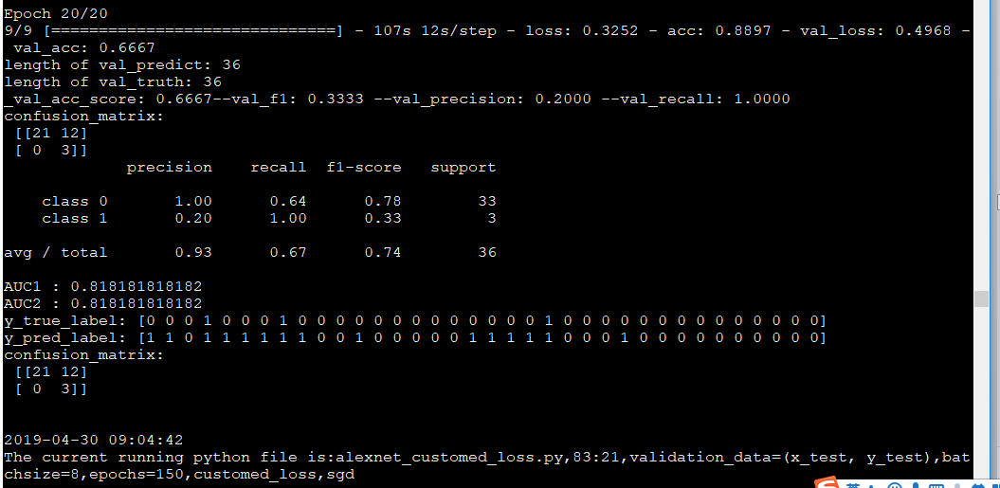 Epoch 20/20
9/9 [==============================] - 107s 12s/step - loss: 0.3252 - acc: 0.8897 - val_loss: 0.4968 -
val_acc: 0.6667
length of val_predict: 36
length of val_truth: 36
_val_acc_score: 0.6667--val_f1: 0.3333 --val_precision: 0.2000 --val_recall: 1.0000
confusion_matrix:
[[21 12]
[ 0  3]]
precision    recall  f1-score   support
class 0       1.00      0.64      0.78        33
class 1       0.20      1.00      0.33         3
avg / total       0.93      0.67      0.74        36
AUC1 : 0.818181818182
AUC2 : 0.818181818182
y_true_label: [0 0 0 1 0 0 0 1 0 0 0 0 0 0 0 0 0 0 0 0 0 1 0 0 0 0 0 0 0 0 0 0 0 0 0 0]
y_pred_label: [1 1 0 1 1 1 1 1 1 0 0 1 0 0 0 0 0 1 1 1 1 1 0 0 0 1 0 0 0 0 0 0 0 0 0 0]
confusion_matrix:
[[21 12]
[ 0  3]]
2019-04-30 09:04:42
The current running python file is:alexnet_customed_loss.py,83:21,validation_data=(x_test, y_test),bat
chsize=8,epochs=150,customed_loss,sgd